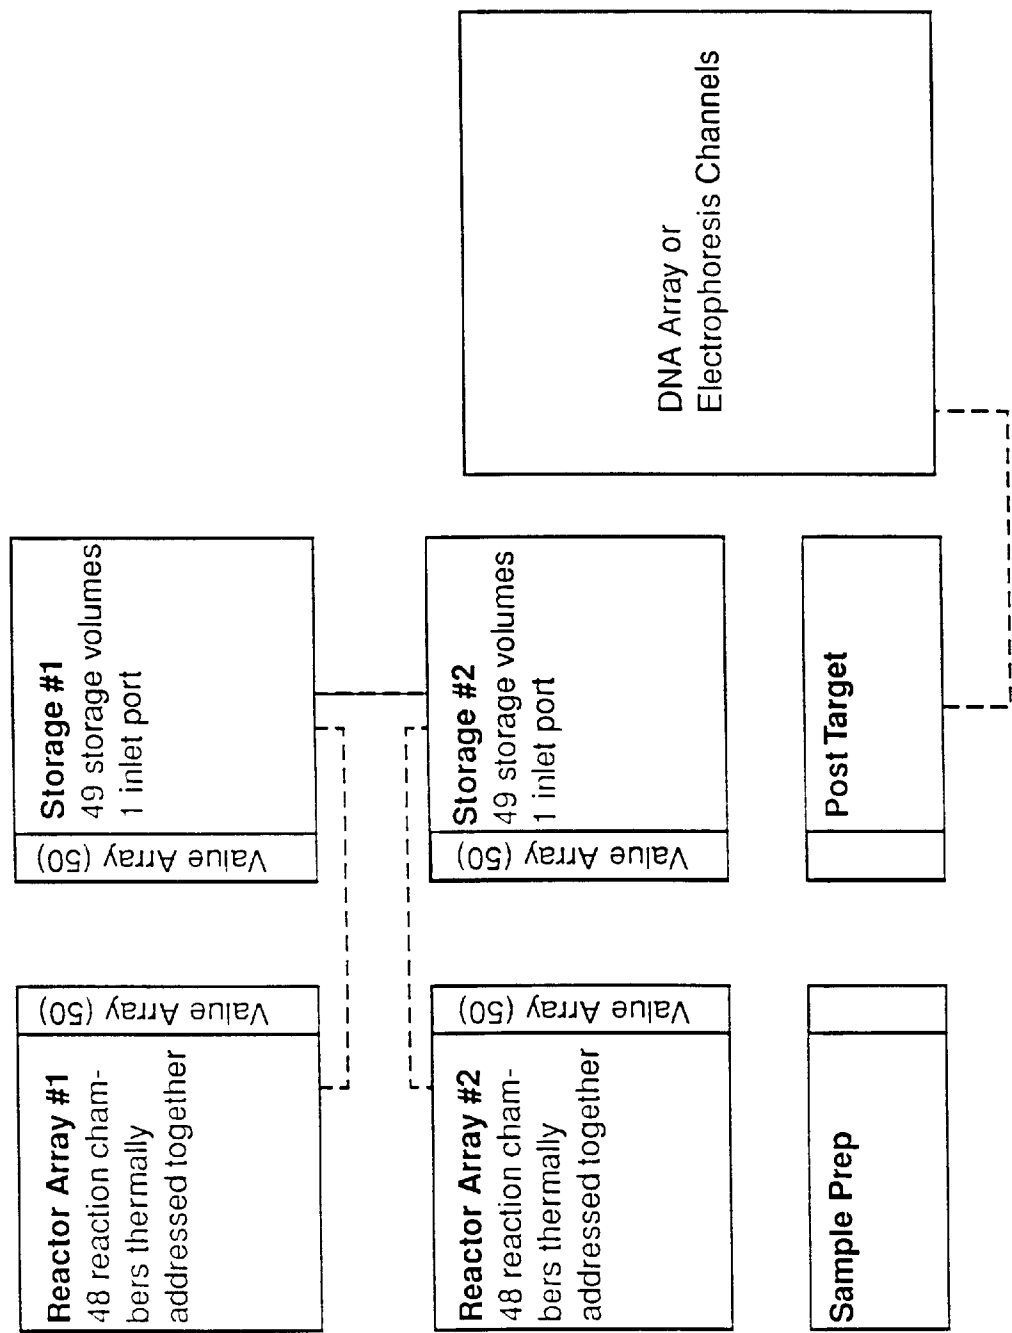 Reactor Array #1
48 reaction cham-
bers thermally
addressed together
Value Array (50)
Value Array (50)
Storage #1
49 storage volumes
1 inlet port
Reactor Array #2
48 reaction cham-
bers thermally
addressed together
Value Array (50)
Value Array (50)
Storage #2
49 storage volumes
1 inlet port
Sample Prep
Post Target
DNA Array or
Electrophoresis Channels